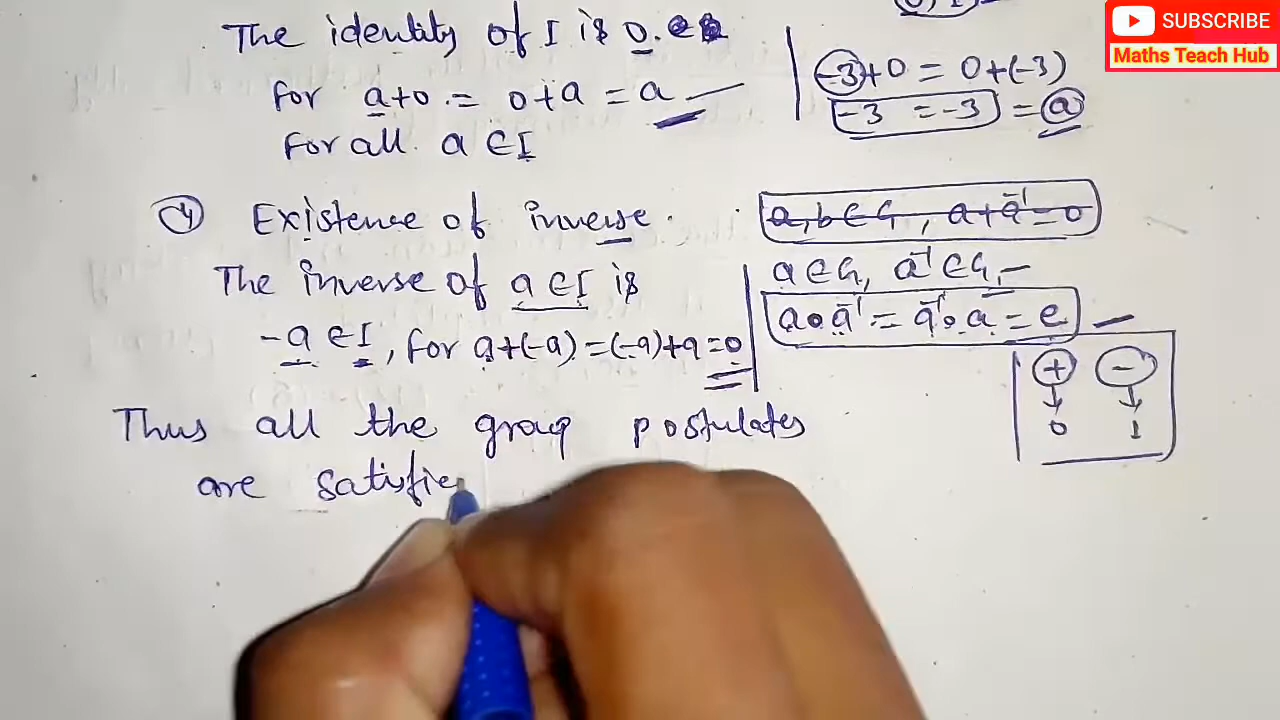 SUBSCRIBE
Maths Teach Hub
The identity of I is 0.
for a+0 = 0+a = a
for all a ∈ I
-3+0 = 0+(-3)
-3 = -3 = a
④ Existence of inverse.
a,b ∈ G, a+a⁻¹=0
The inverse of a ∈ I is
-a ∈ I, for a+(-a)=(-a)+a=0
a ∈ G, a⁻¹ ∈ G,
a∘a⁻¹ = a⁻¹∘a = e
+ -
↓ ↓
0 1
Thus all the group postulates
are satisfie